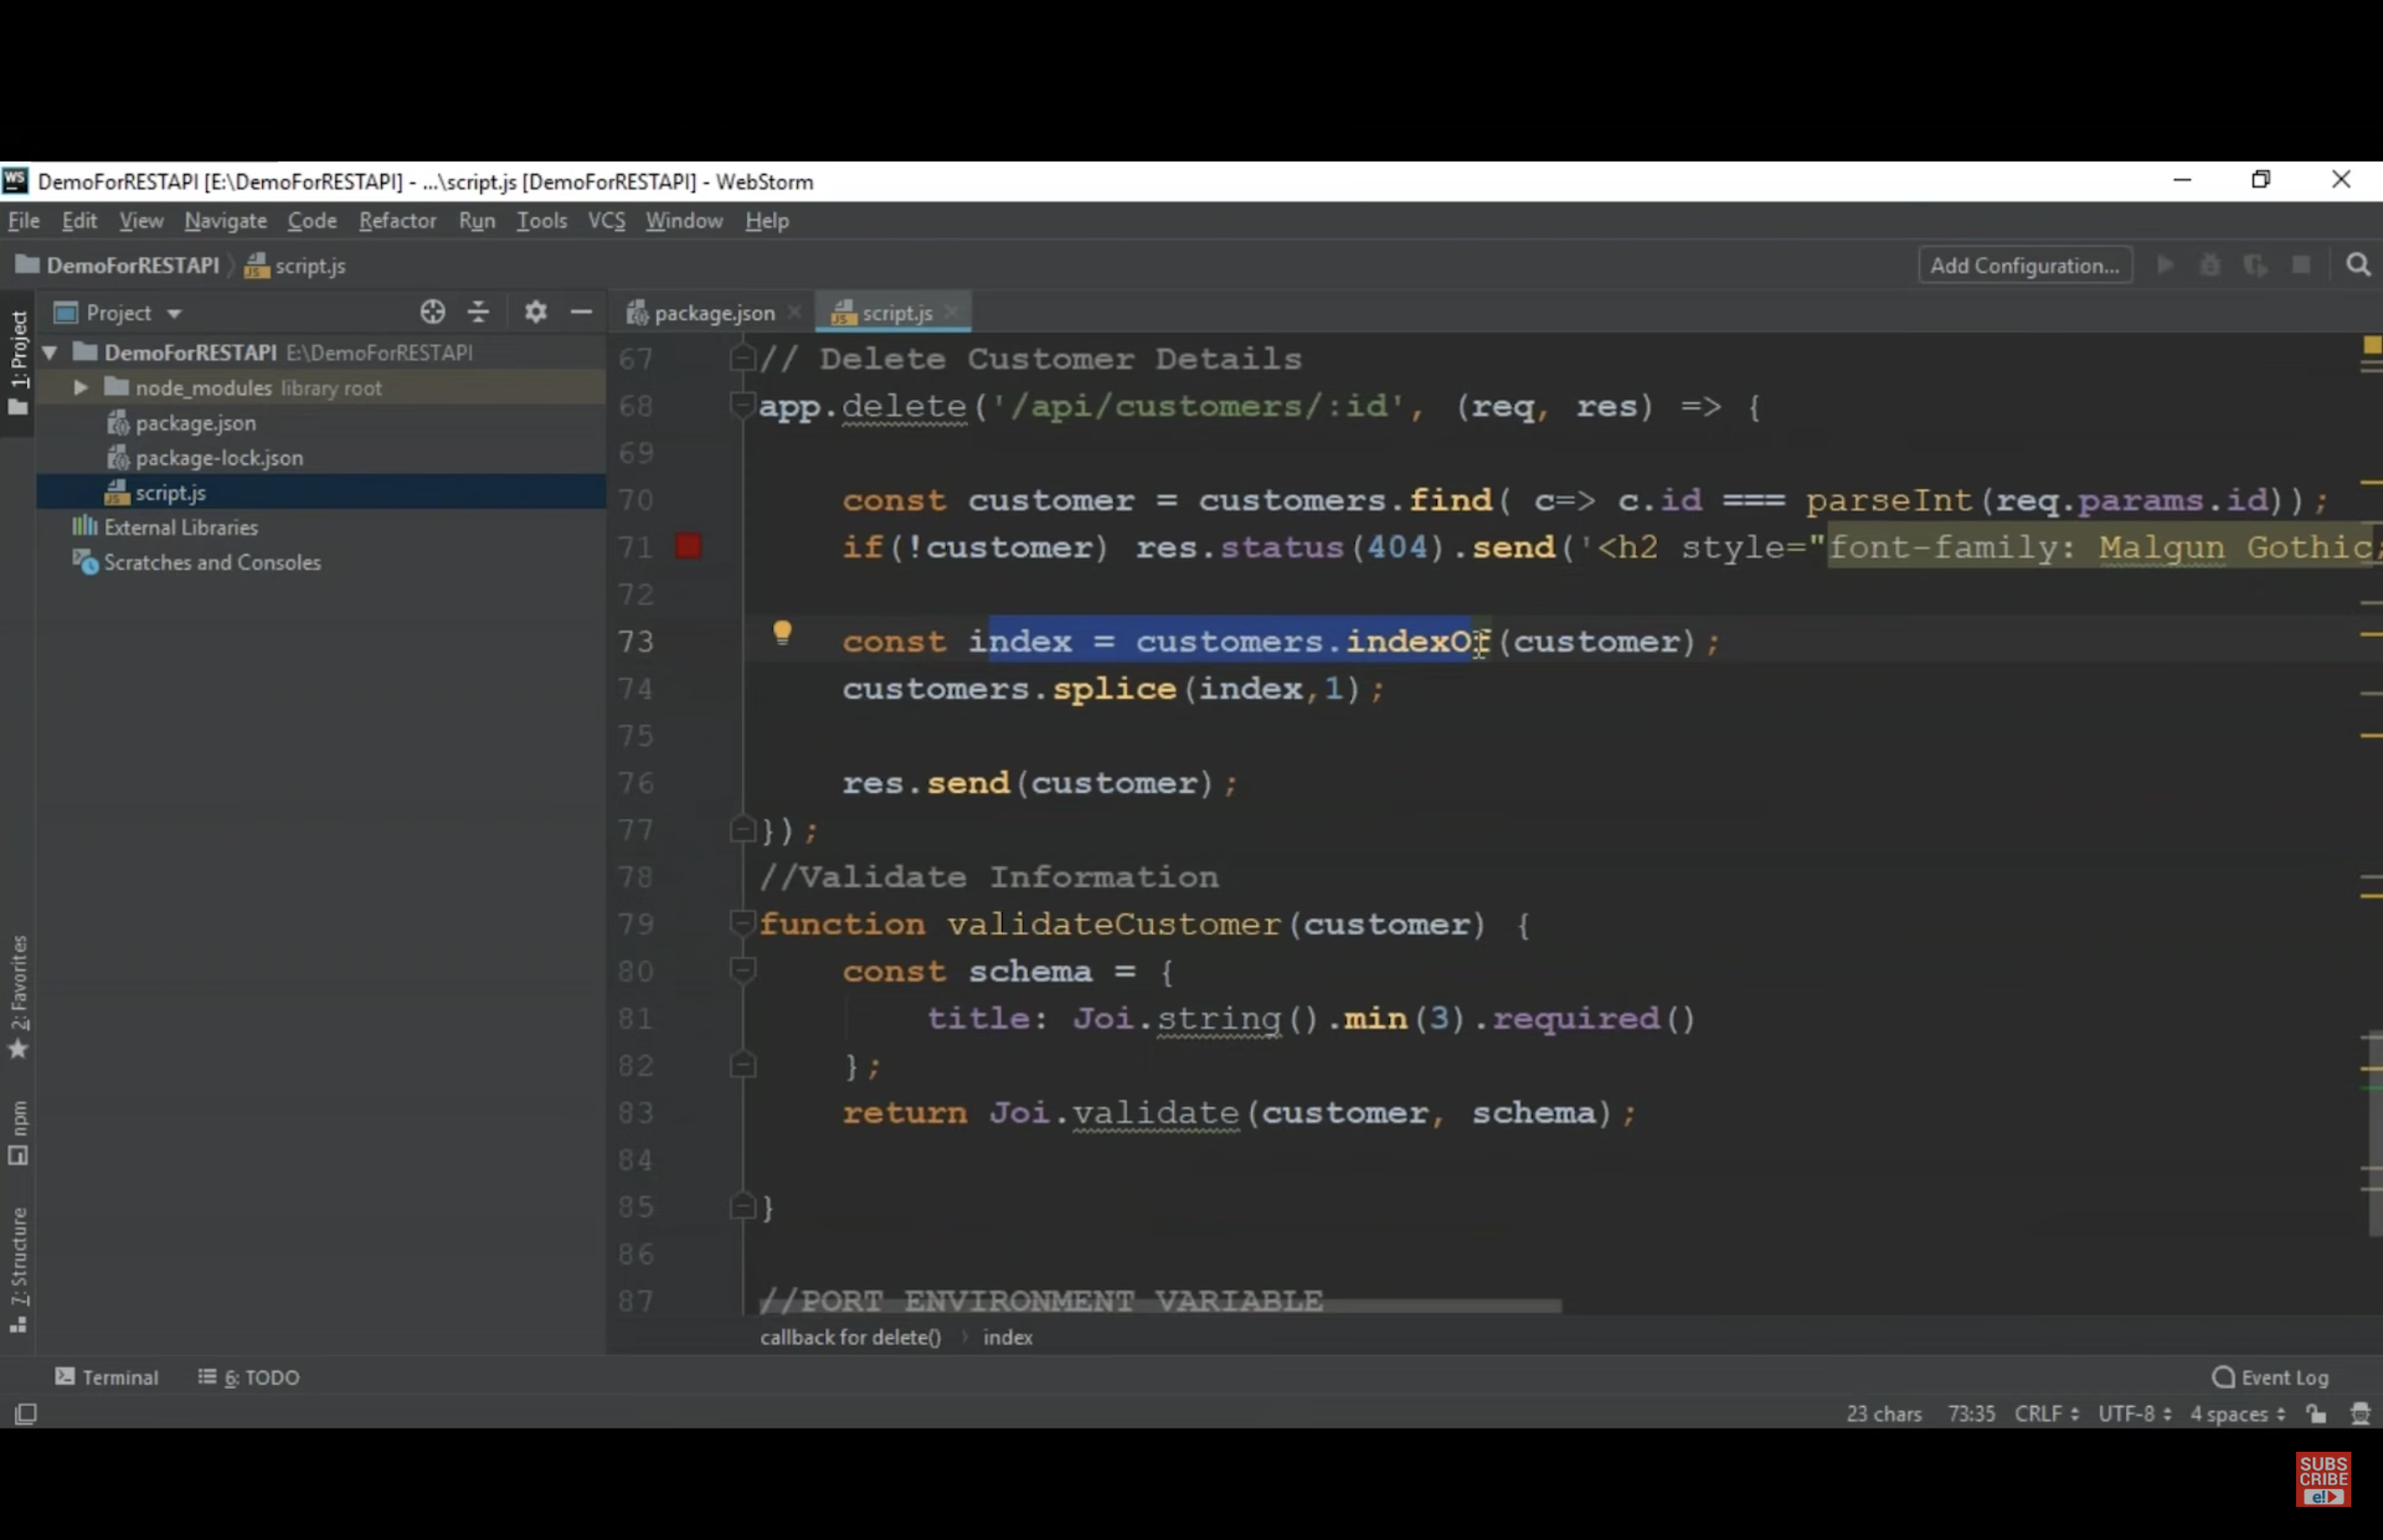 DemoForRESTAPI [E:\DemoForRESTAPI] - ...\script.js [DemoForRESTAPI] - WebStorm
File Edit View Navigate Code Refactor Run Tools VCS Window Help
DemoForRESTAPI script.js
Add Configuration...
1: Project
Project
package.json
script.js
DemoForRESTAPI E:\DemoForRESTAPI
node_modules library root
package.json
package-lock.json
script.js
External Libraries
Scratches and Consoles
2: Favorites
npm
7: Structure
67 // Delete Customer Details
68 app.delete('/api/customers/:id', (req, res) => {
69
70 const customer = customers.find( c=> c.id === parseInt(req.params.id));
71 if(!customer) res.status(404).send('<h2 style="font-family: Malgun Gothic;
72
73 const index = customers.indexOf(customer);
74 customers.splice(index,1);
75
76 res.send(customer);
77 });
78 //Validate Information
79 function validateCustomer(customer) {
80 const schema = {
81 title: Joi.string().min(3).required()
82 };
83 return Joi.validate(customer, schema);
84
85 }
86
87 //PORT ENVIRONMENT VARIABLE
callback for delete() › index
Terminal 6: TODO
Event Log
23 chars 73:35 CRLF UTF-8 4 spaces
SUBS
CRIBE
e!